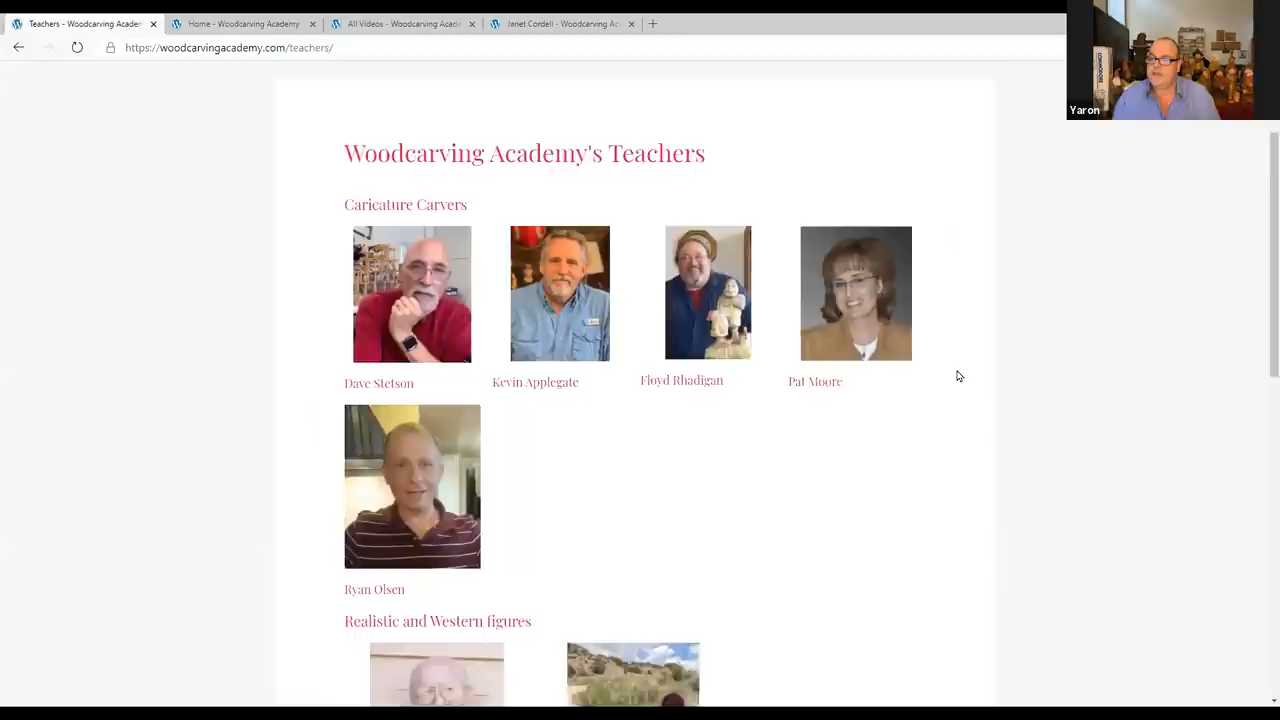 Teachers - Woodcarving Academ
Home - Woodcarving Academy
All Videos - Woodcarving Acade
Janet Cordell - Woodcarving Ac
https://woodcarvingacademy.com/teachers/
Yaron
Woodcarving Academy's Teachers
Caricature Carvers
Dave Stetson
Kevin Applegate
Floyd Rhadigan
Pat Moore
Ryan Olsen
Realistic and Western figures